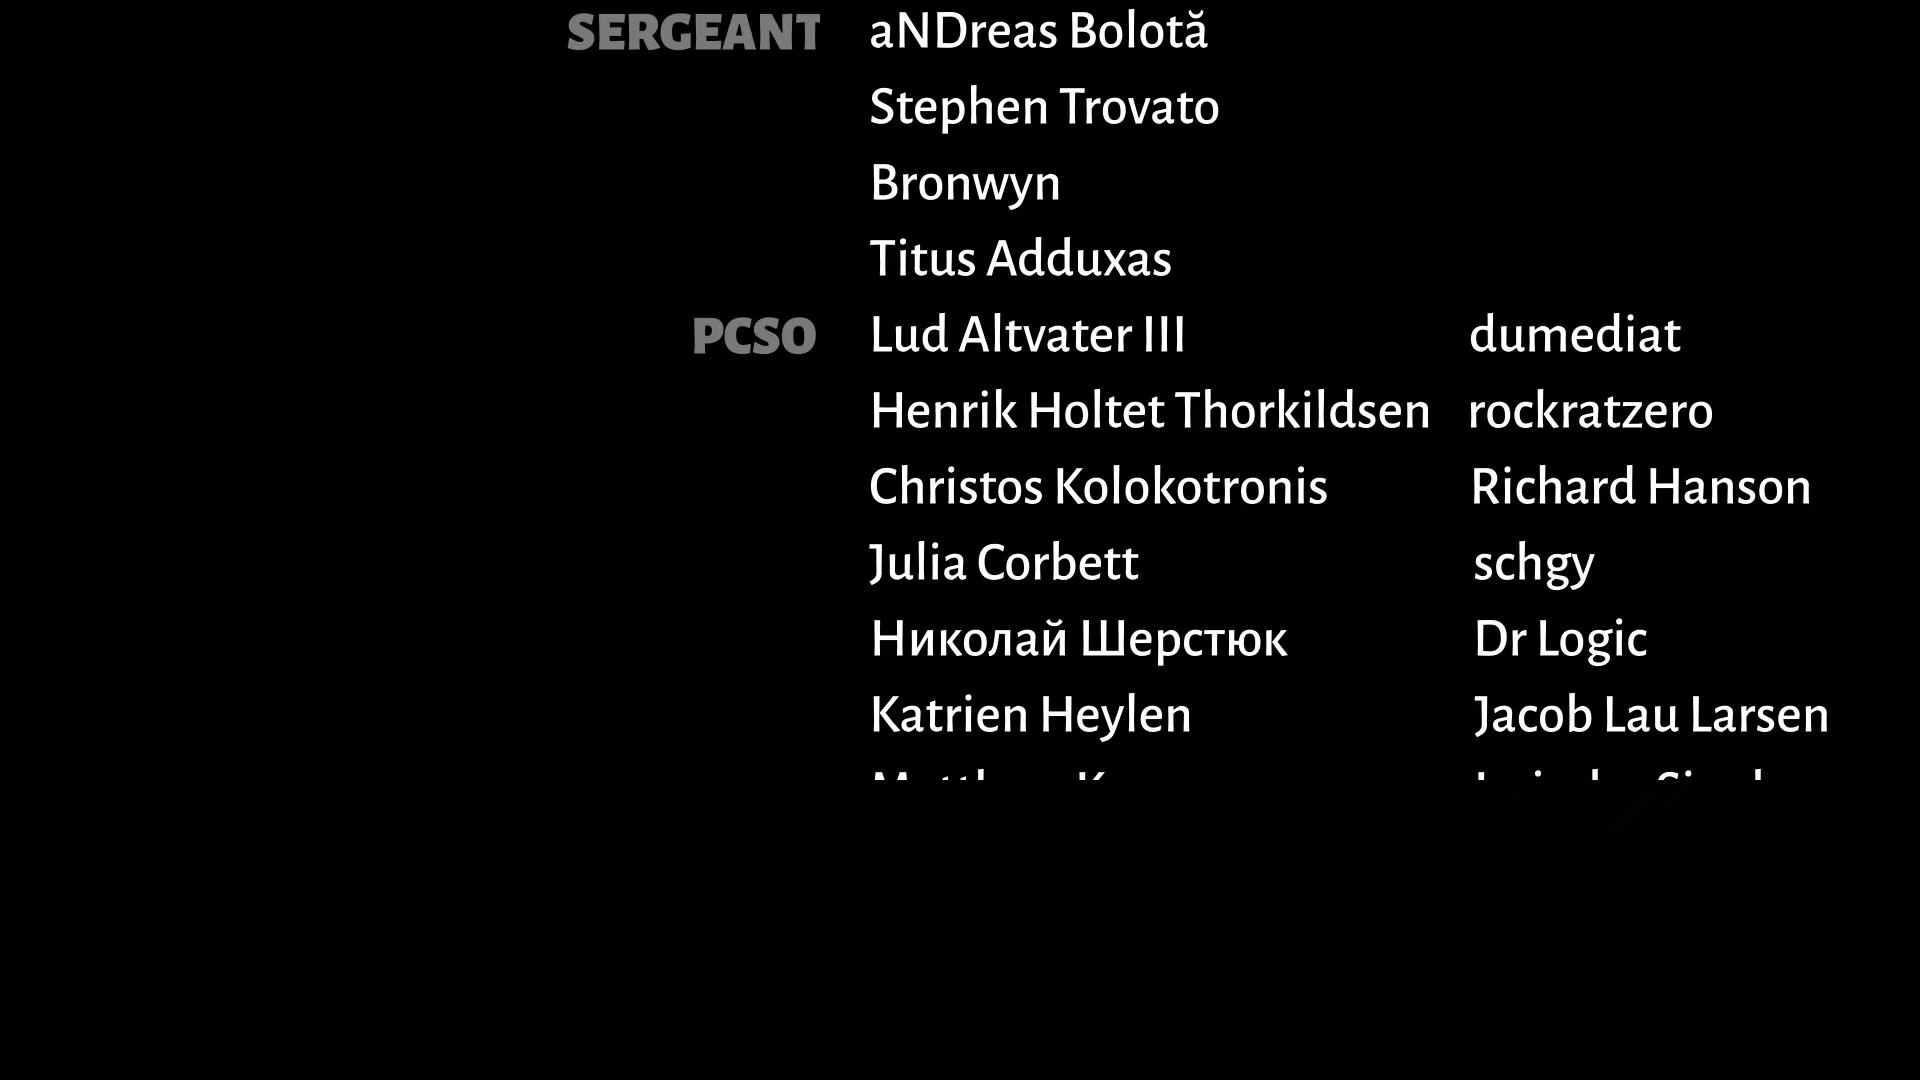 SERGEANT aNDreas Bolotă
Stephen Trovato
Bronwyn
Titus Adduxas
PCSO Lud Altvater III dumediat
Henrik Holtet Thorkildsen rockratzero
Christos Kolokotronis Richard Hanson
Julia Corbett schgy
Николай Шерстюк Dr Logic
Katrien Heylen Jacob Lau Larsen